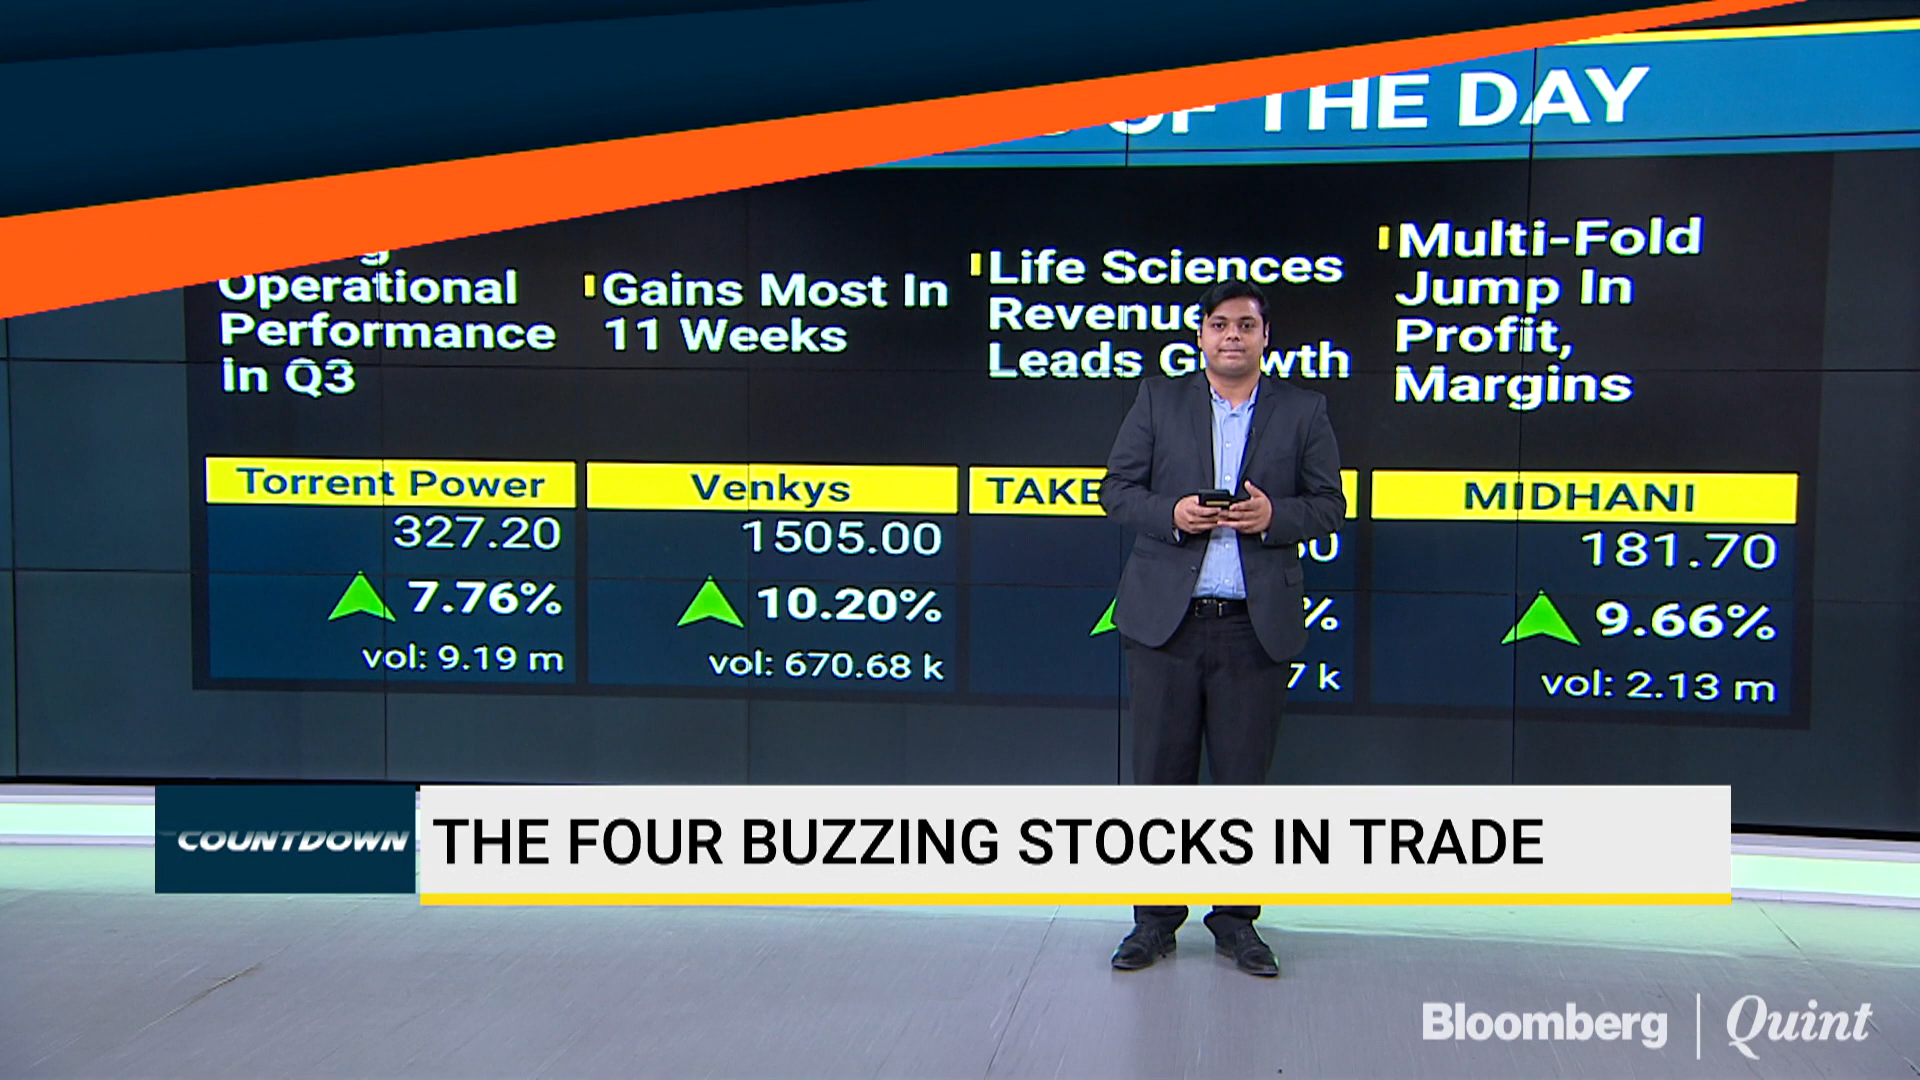 OF THE DAY
Operational
Performance
In Q3
Gains Most In
11 Weeks
Life Sciences
Revenue
Leads
Multi-Fold
Jump In
Profit,
Margins
Torrent Power
327.20
7.76%
vol: 9.19 m
Venkys
1505.00
10.20%
vol: 670.68 k
%
7 k
MIDHANI
181.70
9.66%
vol: 2.13 m
COUNTDOWN
THE FOUR BUZZING STOCKS IN TRADE
Bloomberg | Quint